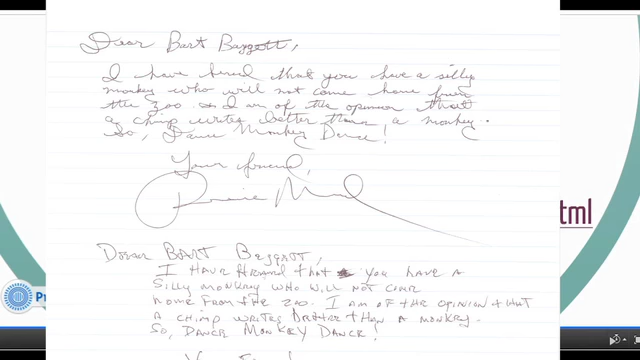 Dear Bart Baggett,
I have hered that you have a silly
monkey who will not come home from
the zoo. I am of the opinion that
a chimp writes better than a monkey.
So, Dance Monkey Dance!
Your friend,
html
Dear BART Baggett,
I HAVE HEARD that you HAVE A
SILLY MONKEY WHO WILL NOT COME
HOME FROM THE ZOO. I AM OF THE OPINION THAT
A CHIMP WRITES BETTER THAN A MONKEY.
SO, DANCE MONKEY DANCE!